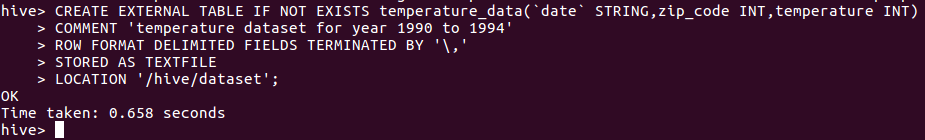 hive> CREATE EXTERNAL TABLE IF NOT EXISTS temperature_data(`date` STRING,zip_code INT,temperature INT)
    > COMMENT 'temperature dataset for year 1990 to 1994'
    > ROW FORMAT DELIMITED FIELDS TERMINATED BY '\,'
    > STORED AS TEXTFILE
    > LOCATION '/hive/dataset';
OK
Time taken: 0.658 seconds
hive>